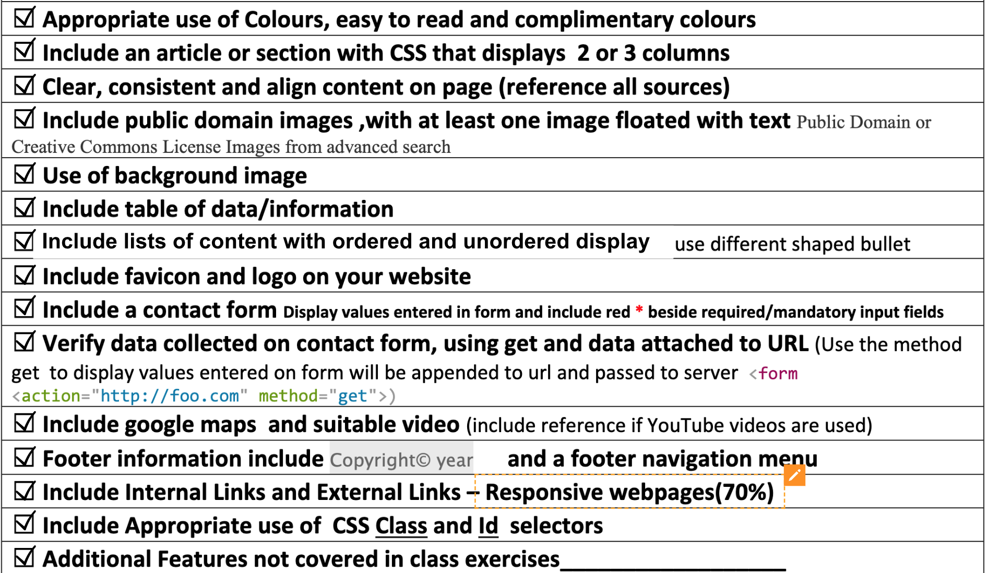 ☑ Appropriate use of Colours, easy to read and complimentary colours
☑ Include an article or section with CSS that displays  2 or 3 columns
☑ Clear, consistent and align content on page (reference all sources)
☑ Include public domain images ,with at least one image floated with text Public Domain or
Creative Commons License Images from advanced search
☑ Use of background image
☑ Include table of data/information
☑ Include lists of content with ordered and unordered display use different shaped bullet
☑ Include favicon and logo on your website
☑ Include a contact form Display values entered in form and include red * beside required/mandatory input fields
☑ Verify data collected on contact form, using get and data attached to URL (Use the method
get  to display values entered on form will be appended to url and passed to server  <form
<action="http://foo.com" method="get">)
☑ Include google maps  and suitable video (include reference if YouTube videos are used)
☑ Footer information include Copyright© year and a footer navigation menu
☑ Include Internal Links and External Links – Responsive webpages(70%)
☑ Include Appropriate use of  CSS Class and Id  selectors
☑ Additional Features not covered in class exercises____________________